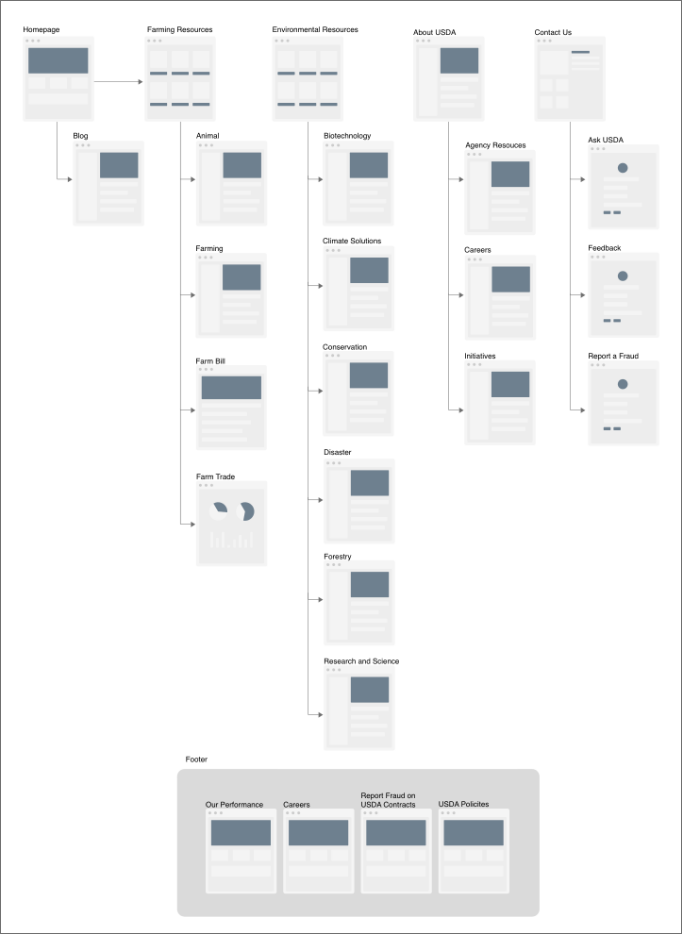 Homepage
Farming Resources
Environmental Resources
About USDA
Contact Us
Blog
Animal
Biotechnology
Agency Resouces
Ask USDA
Farming
Climate Solutions
Careers
Feedback
Farm Bill
Conservation
Initiatives
Report a Fraud
Farm Trade
Disaster
Forestry
Research and Science
Footer
Our Performance
Careers
Report Fraud on
USDA Contracts
USDA Policites